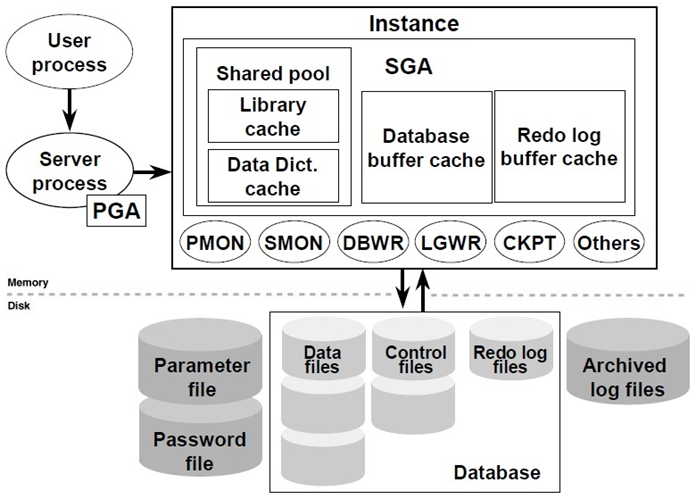 Instance
User
process
SGA
Shared pool
Library
cache
Data Dict.
cache
Database
buffer cache
Redo log
buffer cache
Server
process
PGA
PMON
SMON
DBWR
LGWR
CKPT
Others
Memory
Disk
Parameter
file
Password
file
Data
files
Control
files
Redo log
files
Archived
log files
Database